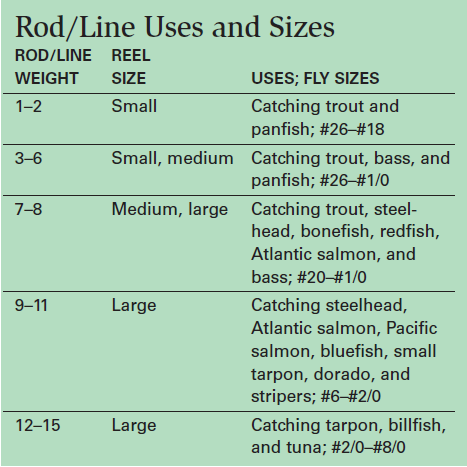 Rod/Line Uses and Sizes
ROD/LINE REEL
WEIGHT SIZE USES; FLY SIZES
1–2 Small Catching trout and
panfish; #26–#18
3–6 Small, medium Catching trout, bass, and
panfish; #26–#1/0
7–8 Medium, large Catching trout, steel-
head, bonefish, redfish,
Atlantic salmon, and
bass; #20–#1/0
9–11 Large Catching steelhead,
Atlantic salmon, Pacific
salmon, bluefish, small
tarpon, dorado, and
stripers; #6–#2/0
12–15 Large Catching tarpon, billfish,
and tuna; #2/0–#8/0